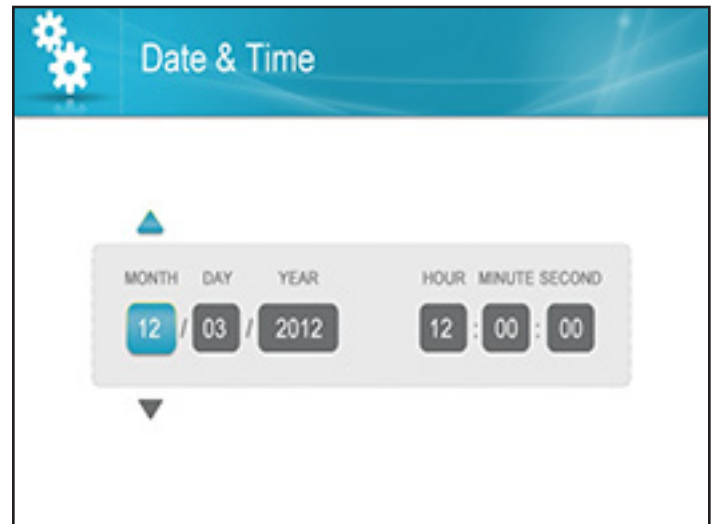 Date & Time
MONTH DAY YEAR HOUR MINUTE SECOND
12 / 03 / 2012 12 : 00 : 00